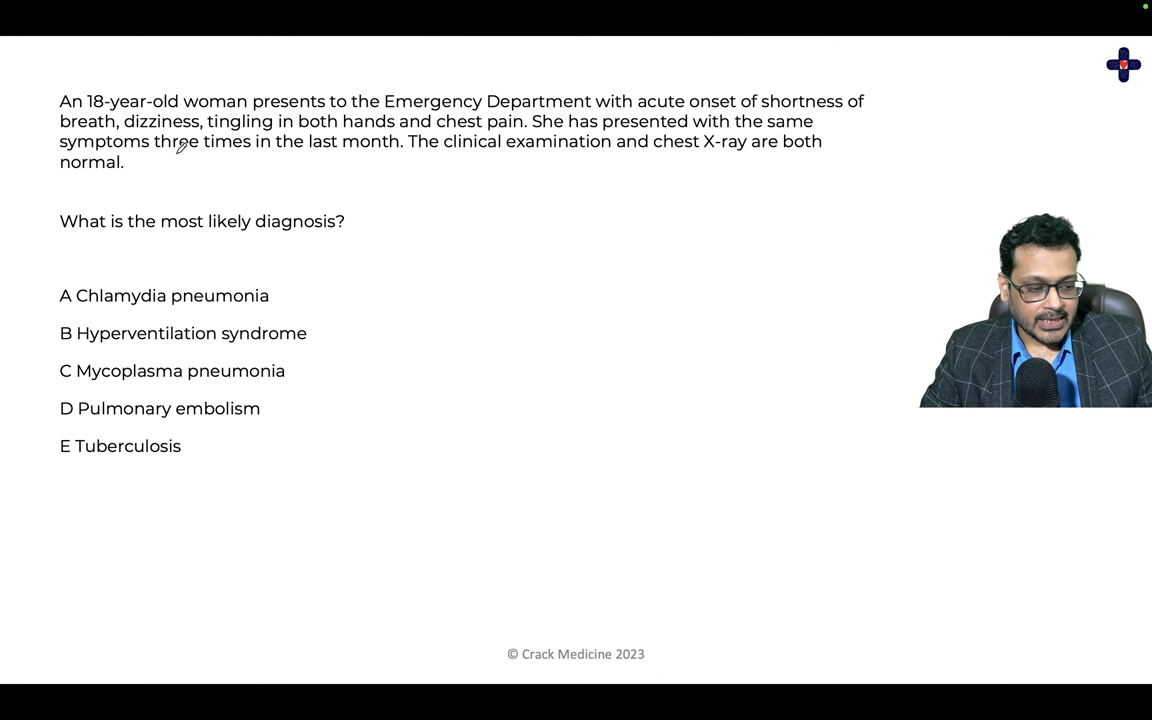 An 18-year-old woman presents to the Emergency Department with acute onset of shortness of
breath, dizziness, tingling in both hands and chest pain. She has presented with the same
symptoms three times in the last month. The clinical examination and chest X-ray are both
normal.
What is the most likely diagnosis?
A Chlamydia pneumonia
B Hyperventilation syndrome
C Mycoplasma pneumonia
D Pulmonary embolism
E Tuberculosis
© Crack Medicine 2023